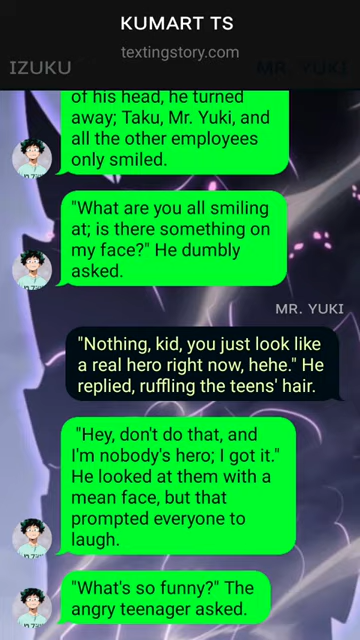 KUMART TS
textingstory.com
IZUKU
MR. YUKI
of his head, he turned
away; Taku, Mr. Yuki, and
all the other employees
only smiled.
"What are you all smiling
at; is there something on
my face?" He dumbly
asked.
MR. YUKI
"Nothing, kid, you just look like
a real hero right now, hehe." He
replied, ruffling the teens' hair.
"Hey, don't do that, and
I'm nobody's hero; I got it."
He looked at them with a
mean face, but that
prompted everyone to
laugh.
"What's so funny?" The
angry teenager asked.